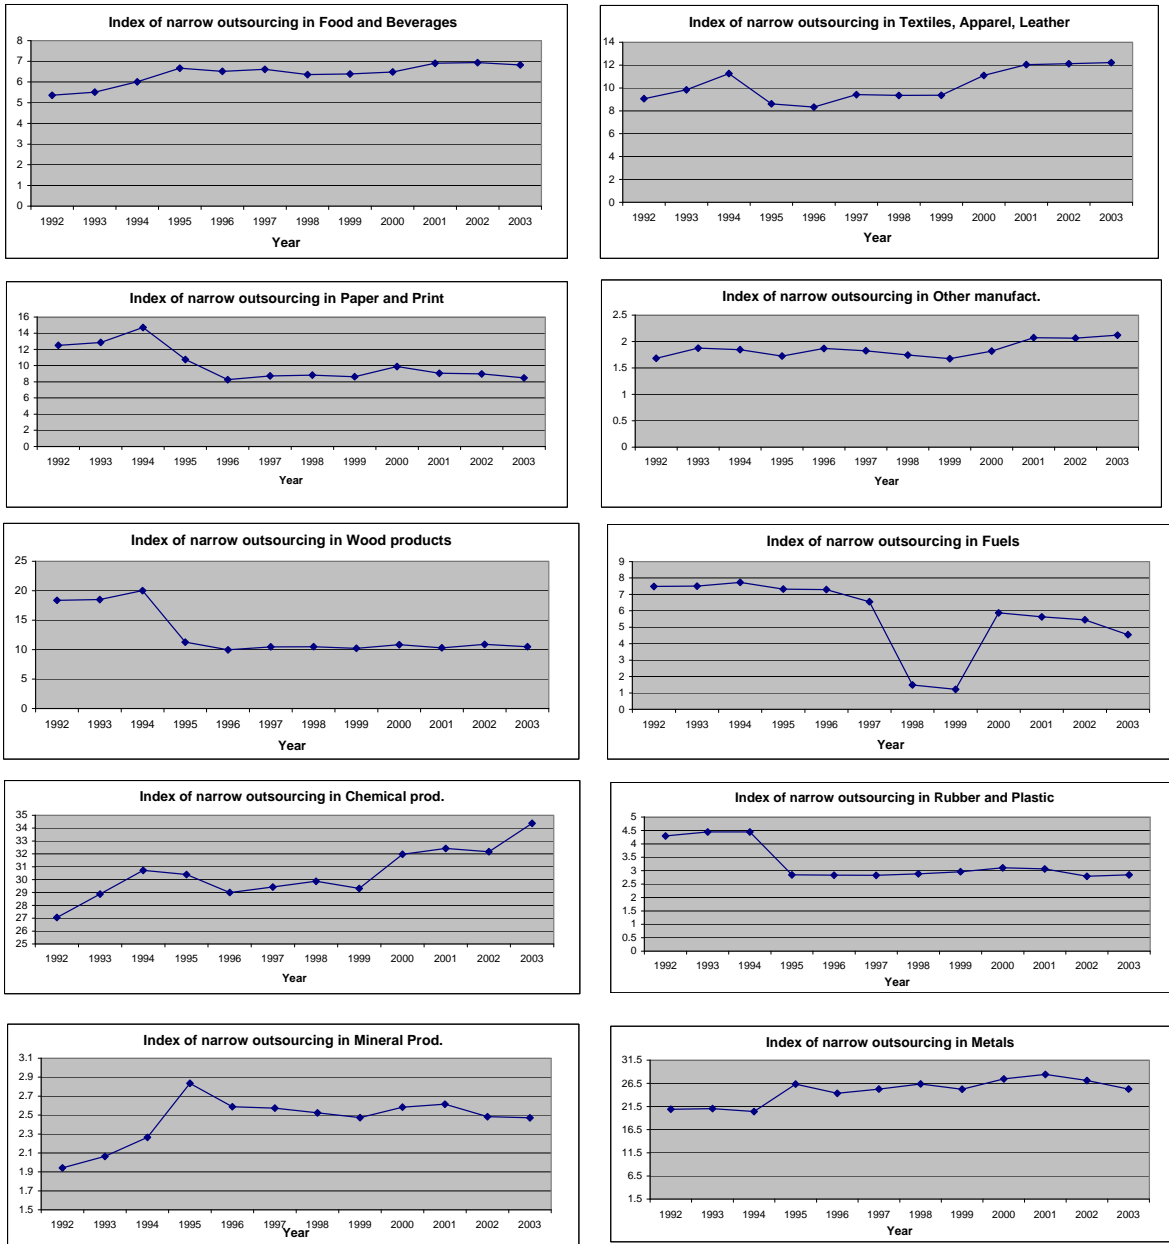 Index of narrow outsourcing in Food and Beverages
8
7
6
5
4
3
2
1
0
1992 1993 1994 1995 1996 1997 1998 1999 2000 2001 2002 2003
Year
Index of narrow outsourcing in Textiles, Apparel, Leather
14
12
10
8
6
4
2
0
1992 1993 1994 1995 1996 1997 1998 1999 2000 2001 2002 2003
Year
Index of narrow outsourcing in Paper and Print
16
14
12
10
8
6
4
2
0
1992 1993 1994 1995 1996 1997 1998 1999 2000 2001 2002 2003
Year
Index of narrow outsourcing in Other manufact.
2.5
2
1.5
1
0.5
0
1992 1993 1994 1995 1996 1997 1998 1999 2000 2001 2002 2003
Year
Index of narrow outsourcing in Wood products
25
20
15
10
5
0
1992 1993 1994 1995 1996 1997 1998 1999 2000 2001 2002 2003
Year
Index of narrow outsourcing in Fuels
9
8
7
6
5
4
3
2
1
0
1992 1993 1994 1995 1996 1997 1998 1999 2000 2001 2002 2003
Year
Index of narrow outsourcing in Chemical prod.
35
34
33
32
31
30
29
28
27
26
25
1992 1993 1994 1995 1996 1997 1998 1999 2000 2001 2002 2003
Year
Index of narrow outsourcing in Rubber and Plastic
5
4.5
4
3.5
3
2.5
2
1.5
1
0.5
0
1992 1993 1994 1995 1996 1997 1998 1999 2000 2001 2002 2003
Year
Index of narrow outsourcing in Mineral Prod.
3.1
2.9
2.7
2.5
2.3
2.1
1.9
1.7
1.5
1992 1993 1994 1995 1996 1997 1998 1999 2000 2001 2002 2003
Year
Index of narrow outsourcing in Metals
31.5
26.5
21.5
16.5
11.5
6.5
1.5
1992 1993 1994 1995 1996 1997 1998 1999 2000 2001 2002 2003
Year